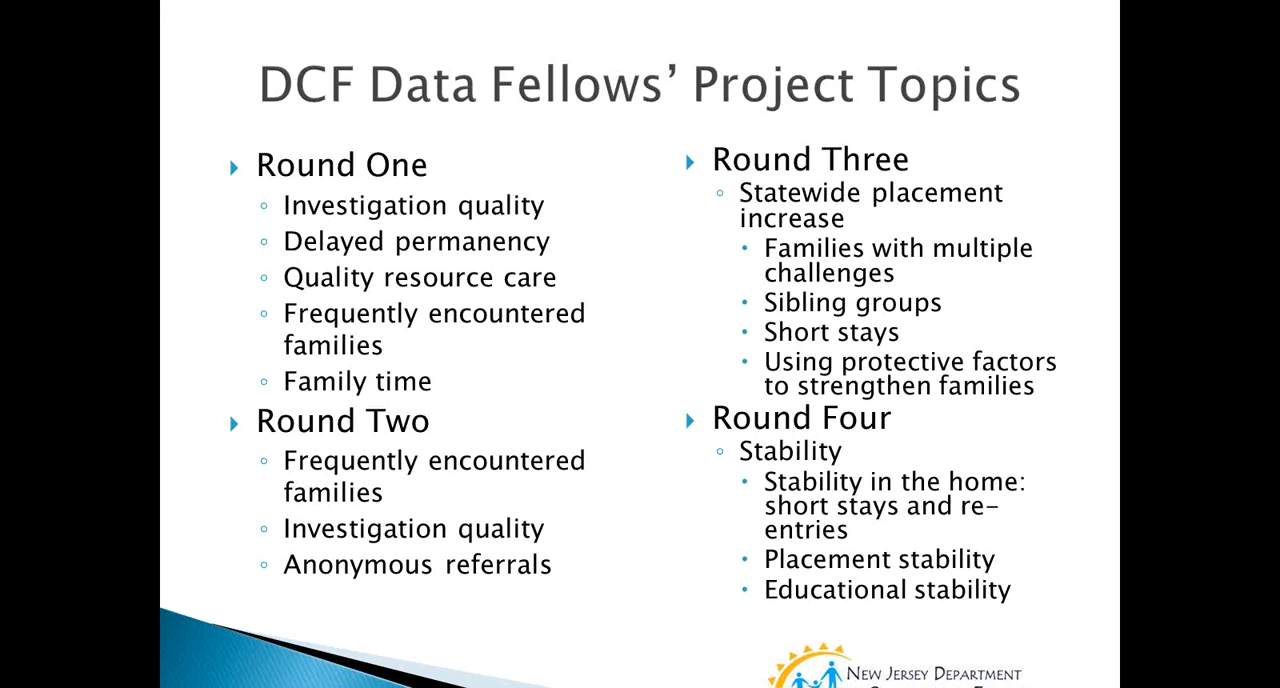 DCF Data Fellows’ Project Topics
Round One
Investigation quality
Delayed permanency
Quality resource care
Frequently encountered
families
Family time
Round Two
Frequently encountered
families
Investigation quality
Anonymous referrals
Round Three
Statewide placement
increase
Families with multiple
challenges
Sibling groups
Short stays
Using protective factors
to strengthen families
Round Four
Stability
Stability in the home:
short stays and re-
entries
Placement stability
Educational stability
NEW JERSEY DEPARTMENT